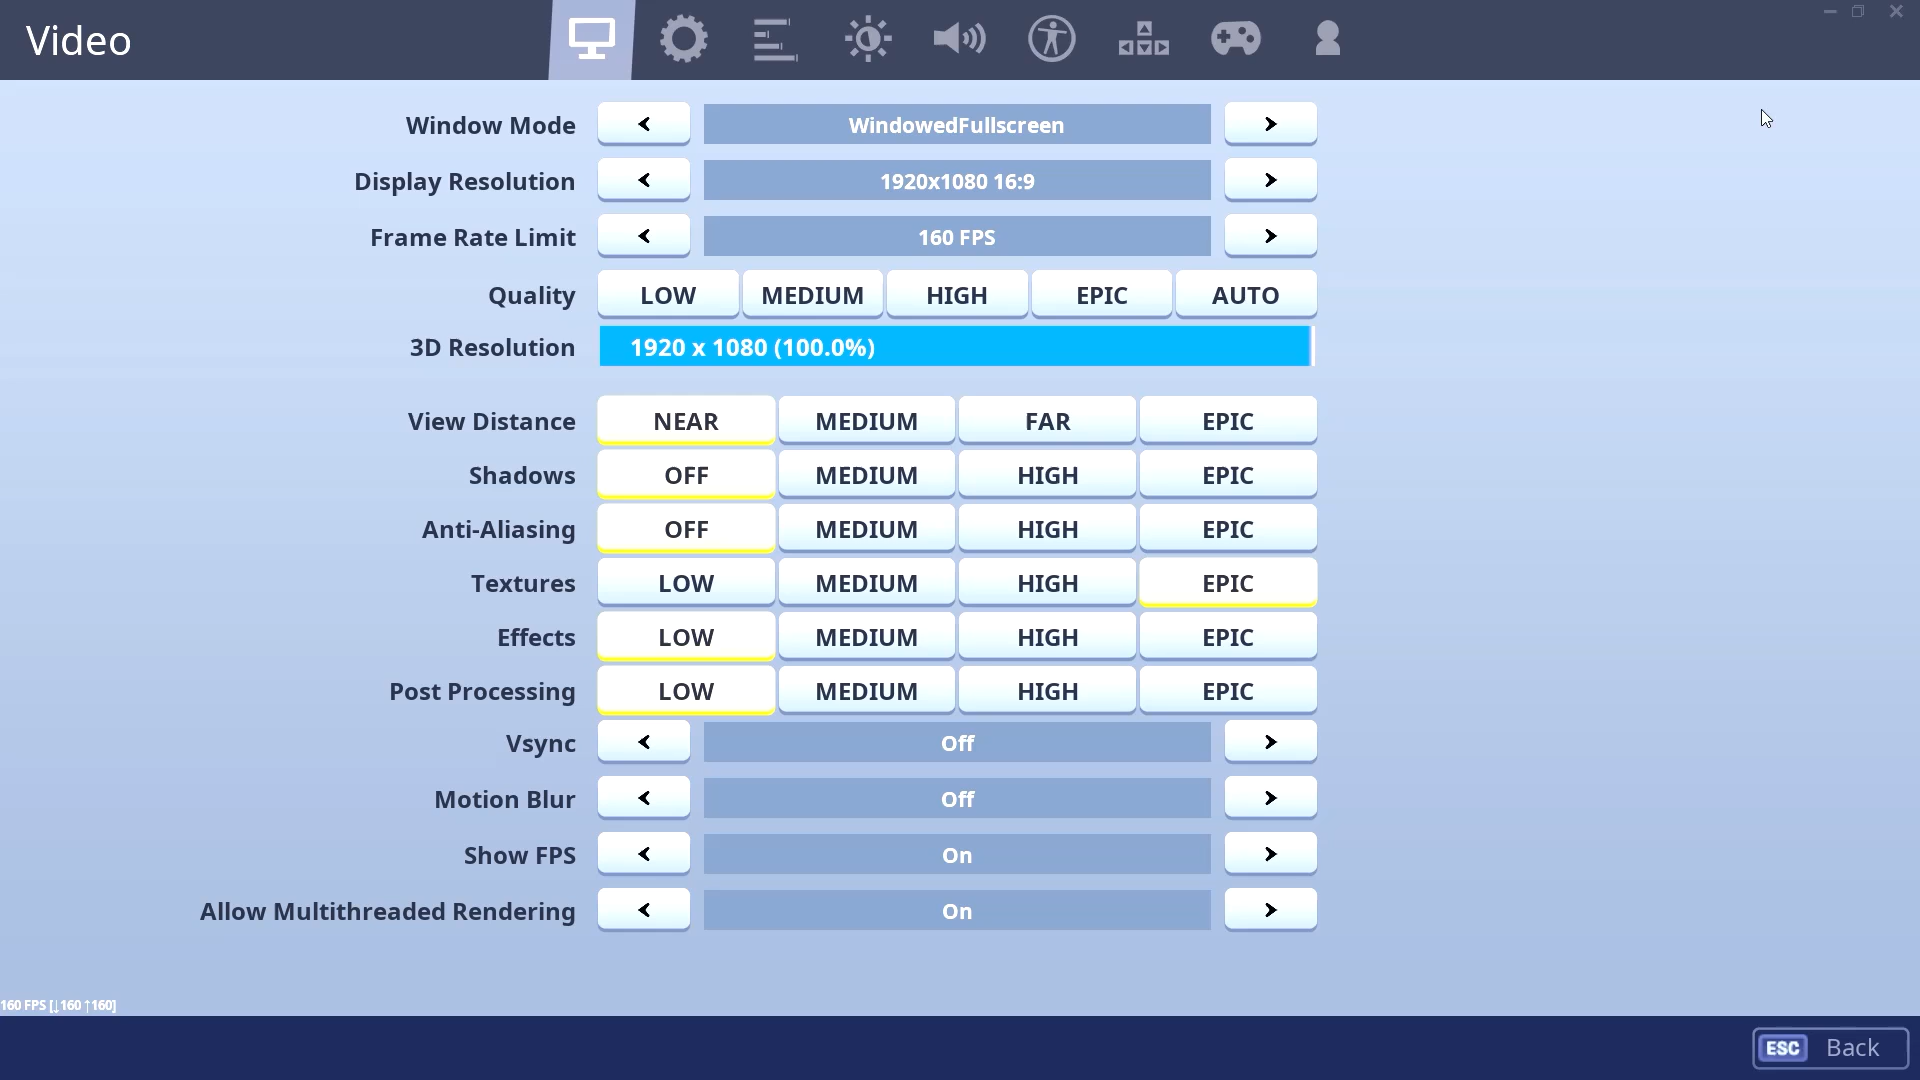 Video
Window Mode WindowedFullscreen
Display Resolution 1920x1080 16:9
Frame Rate Limit 160 FPS
Quality LOW MEDIUM HIGH EPIC AUTO
3D Resolution 1920 x 1080 (100.0%)
View Distance NEAR MEDIUM FAR EPIC
Shadows OFF MEDIUM HIGH EPIC
Anti-Aliasing OFF MEDIUM HIGH EPIC
Textures LOW MEDIUM HIGH EPIC
Effects LOW MEDIUM HIGH EPIC
Post Processing LOW MEDIUM HIGH EPIC
Vsync Off
Motion Blur Off
Show FPS On
Allow Multithreaded Rendering On
160 FPS [↓160 ↑160]
ESC Back